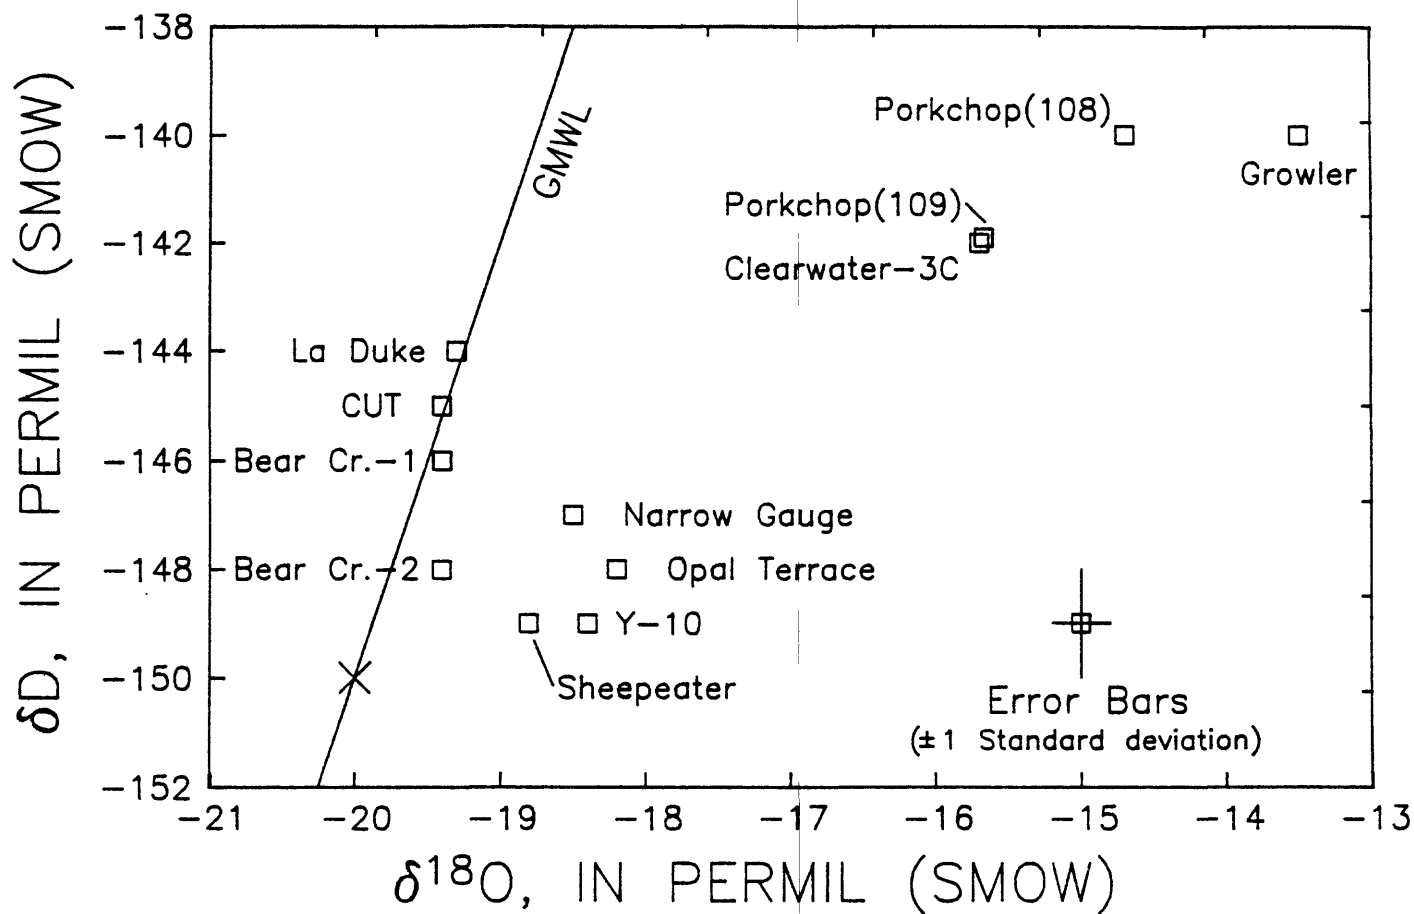 -138
-140
-142
-144
-146
-148
-150
-152
δD, IN PERMIL (SMOW)
GMWL
Porkchop(108)
Growler
Porkchop(109)
Clearwater-3C
La Duke
CUT
Bear Cr.-1
Narrow Gauge
Bear Cr.-2
Opal Terrace
Y-10
Sheepeater
Error Bars
(±1 Standard deviation)
-21 -20 -19 -18 -17 -16 -15 -14 -13
δ¹⁸O, IN PERMIL (SMOW)